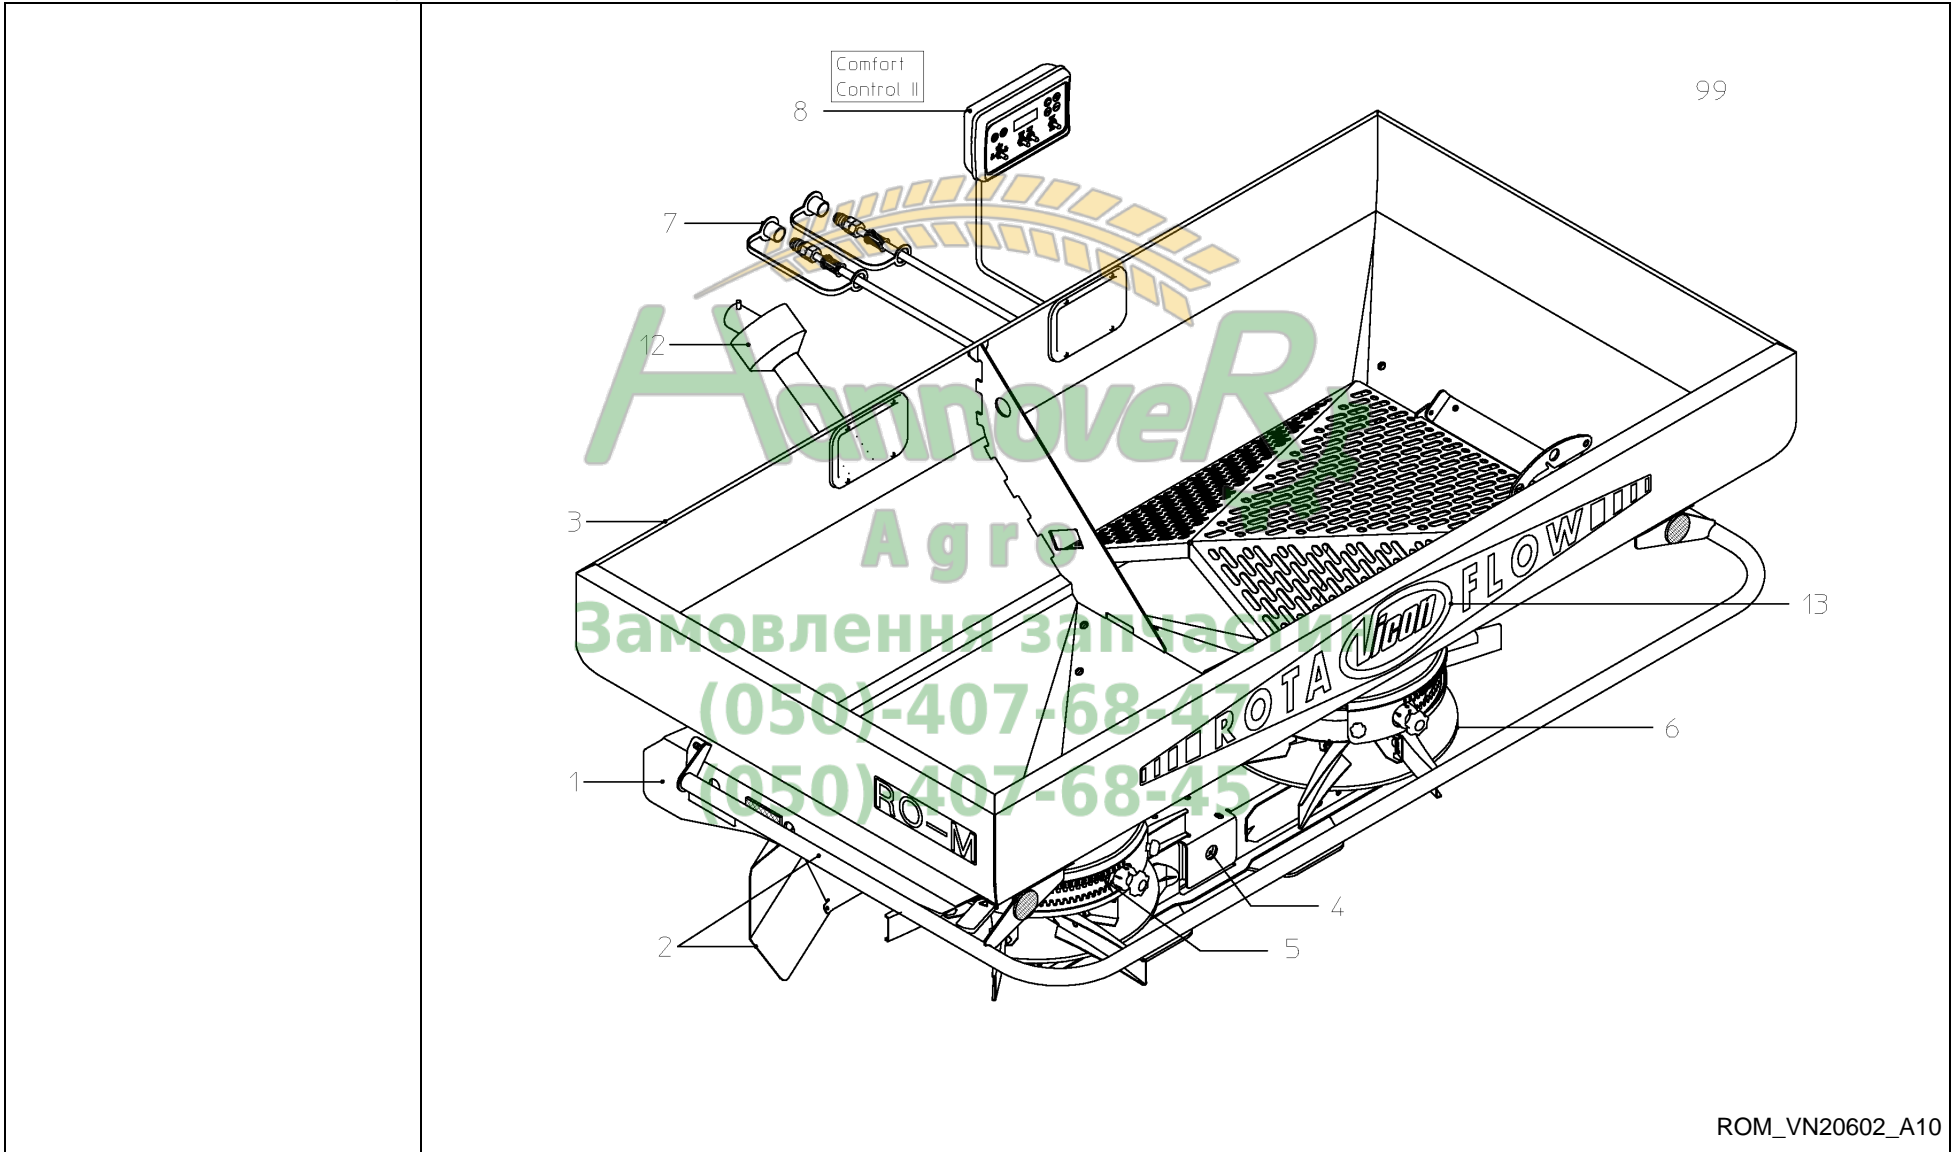 Comfort
Control II
99
8
7
12
HannoveRx
3
Agro
FLOW
Vicon
13
Замовлення запчастин
ROTA
(050)-407-68-47
6
1
(050)-407-68-45
RO-M
4
2
5
ROM_VN20602_A10